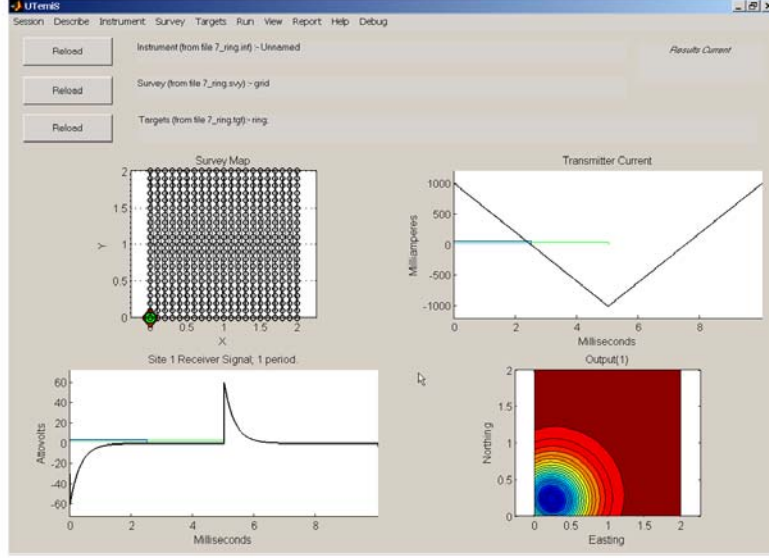 UTemiS
Session Describe Instrument Survey Targets Run View Report Help Debug
Reload
Instrument (from file 7_ring.inf) :- Unnamed
Results Current
Reload
Survey (from file 7_ring.svy) :- grid
Reload
Targets (from file 7_ring.tgt):- ring:
Survey Map
2
1.5
1
0.5
0
Y
0 0.5 1 1.5 2
X
Transmitter Current
1000
500
0
-500
-1000
Milliamperes
0 2 4 6 8
Milliseconds
Site 1 Receiver Signal; 1 period.
60
40
20
0
-20
-40
-60
Attovolts
0 2 4 6 8
Milliseconds
Output(1)
2
1.5
1
0.5
0
Northing
0 0.5 1 1.5 2
Easting